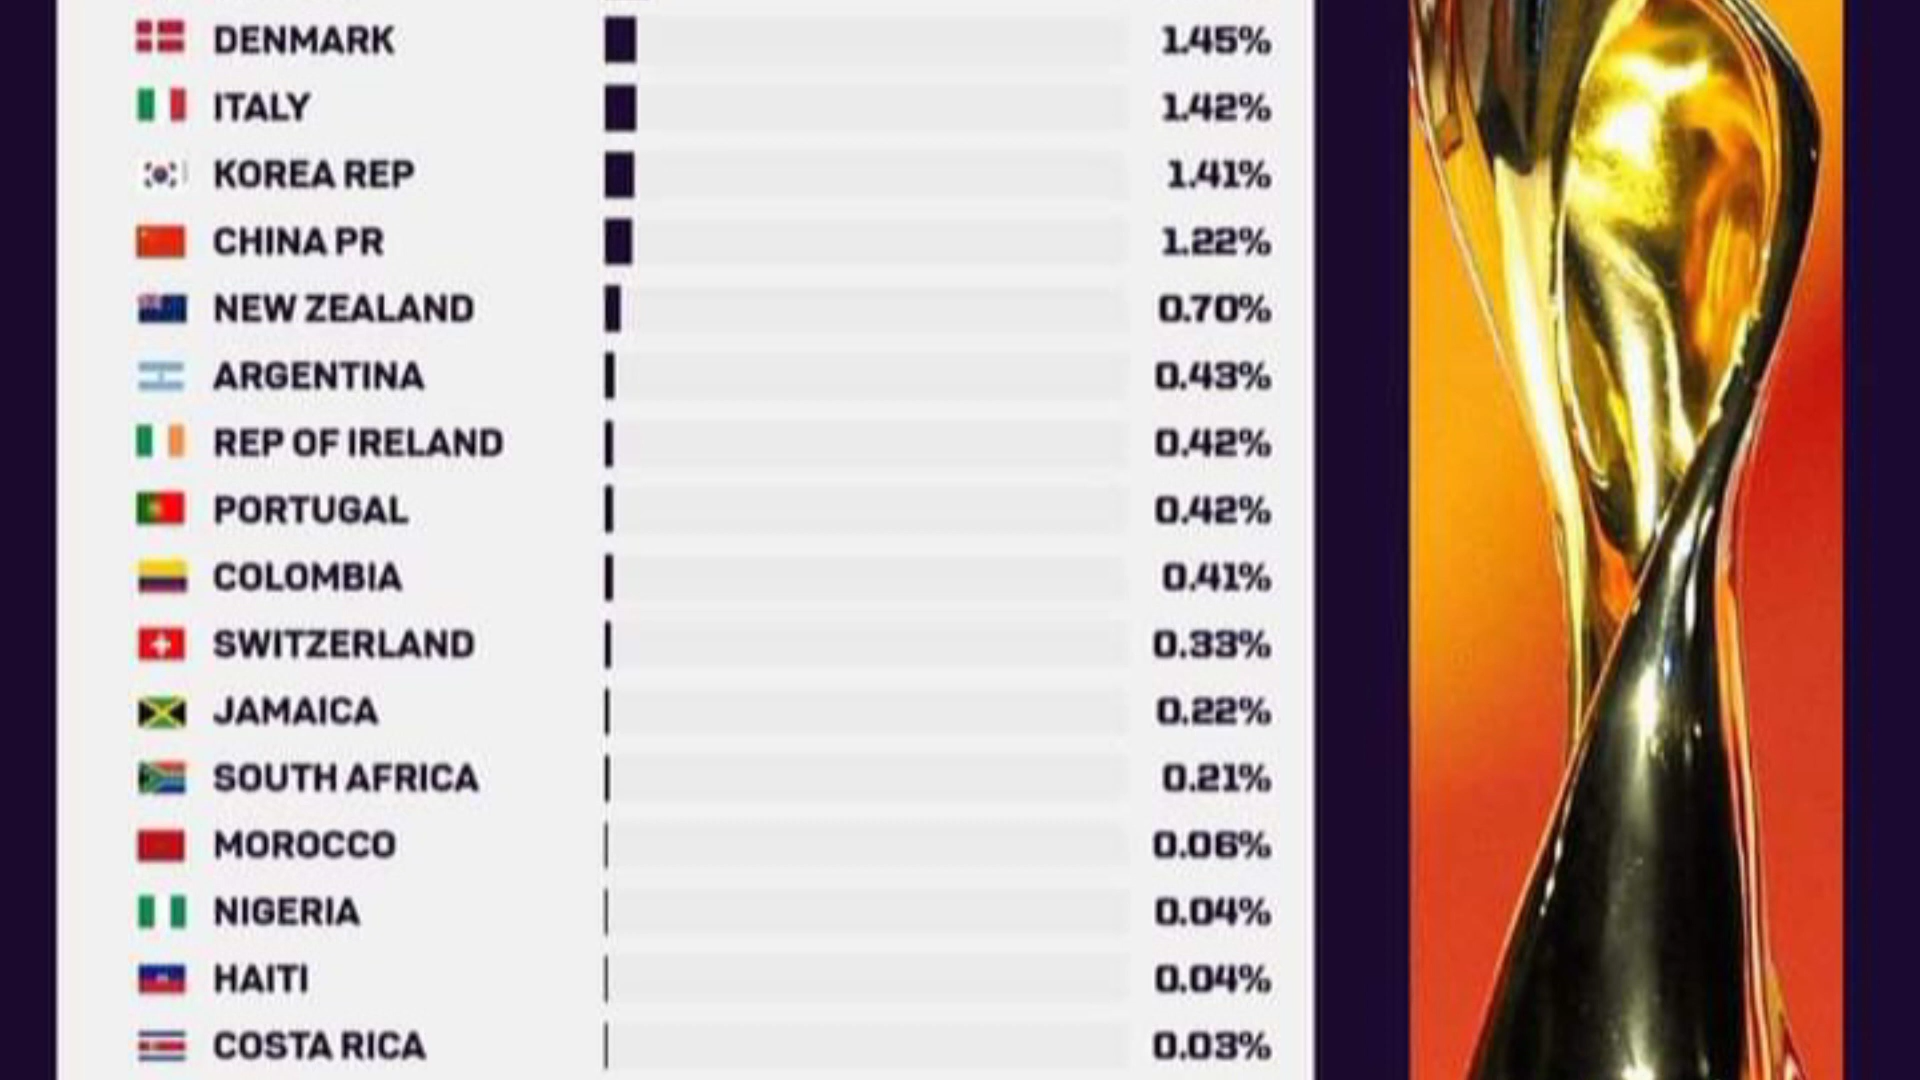 DENMARK 1.45%
ITALY 1.42%
KOREA REP 1.41%
CHINA PR 1.22%
NEW ZEALAND 0.70%
ARGENTINA 0.43%
REP OF IRELAND 0.42%
PORTUGAL 0.42%
COLOMBIA 0.41%
SWITZERLAND 0.33%
JAMAICA 0.22%
SOUTH AFRICA 0.21%
MOROCCO 0.06%
NIGERIA 0.04%
HAITI 0.04%
COSTA RICA 0.03%